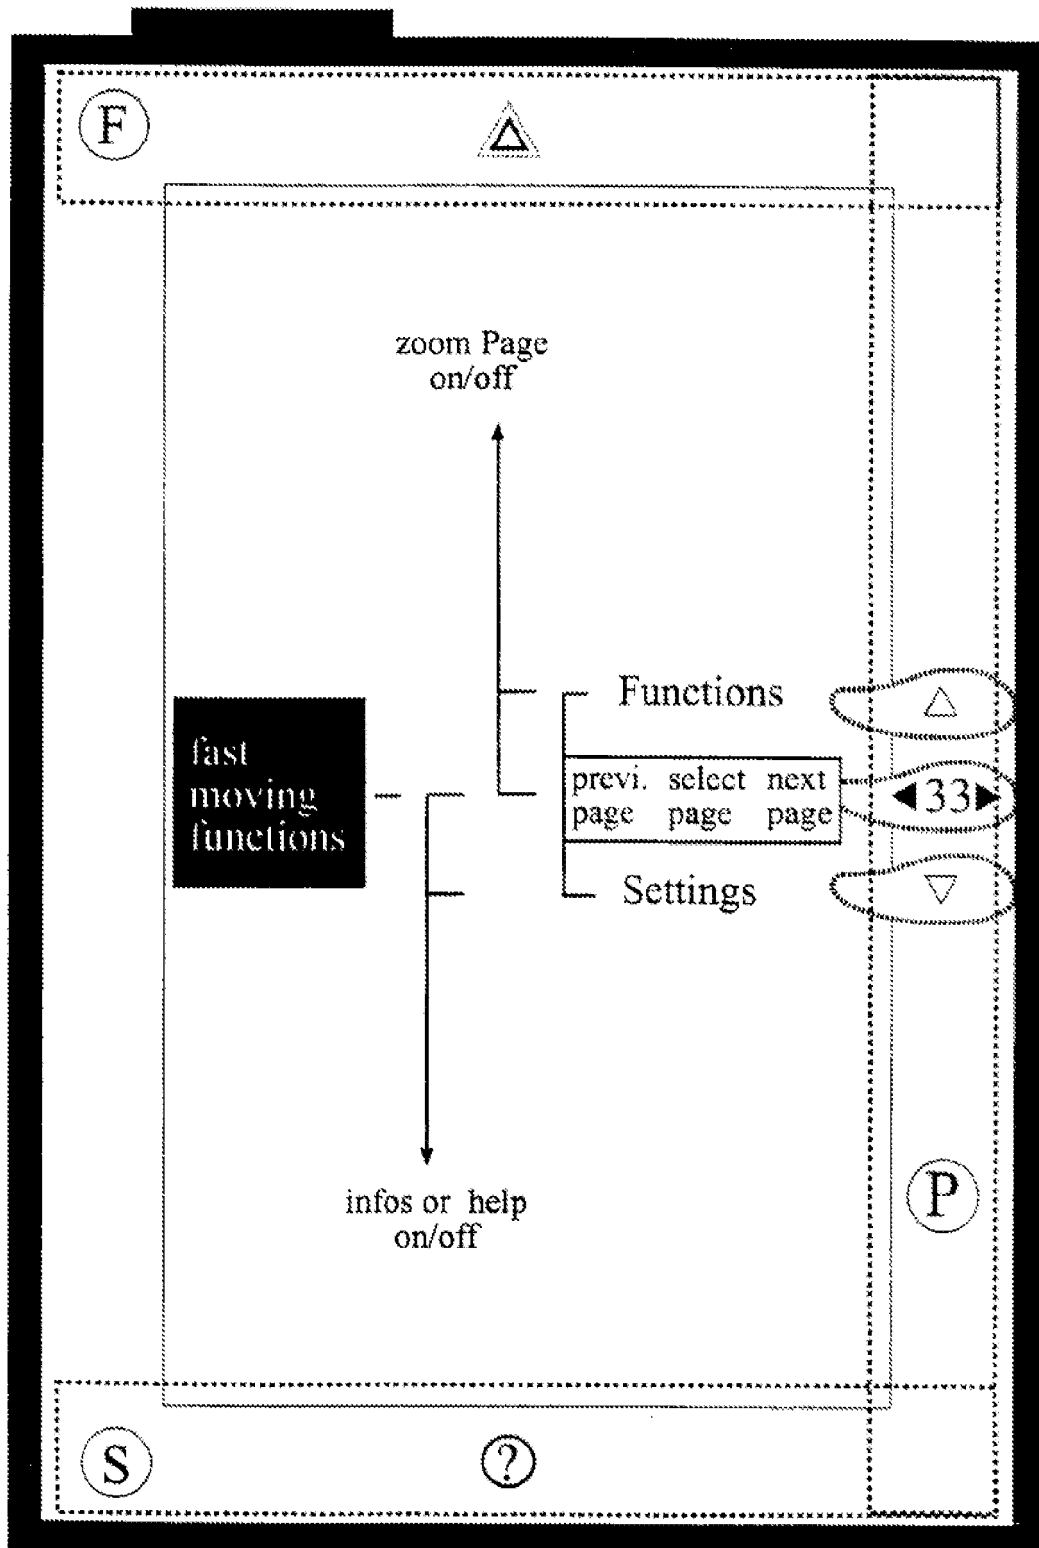 F
zoom Page
on/off
Functions
fast
moving
functions
previ. select next
page page page
33
Settings
P
infos or help
on/off
S
?